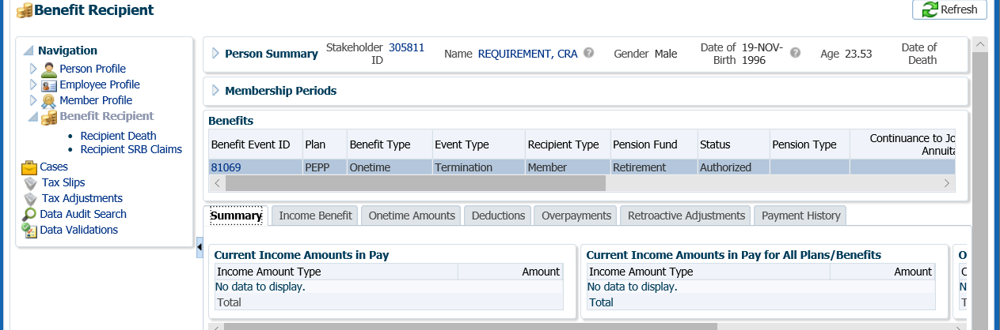 Benefit Recipient
Refresh
Navigation
Person Profile
Employee Profile
Member Profile
Benefit Recipient
Recipient Death
Recipient SRB Claims
Cases
Tax Slips
Tax Adjustments
Data Audit Search
Data Validations
Person Summary Stakeholder ID 305811 Name REQUIREMENT, CRA Gender Male Date of Birth 19-NOV-1996 Age 23.53 Date of Death
Membership Periods
Benefits
Benefit Event ID Plan Benefit Type Event Type Recipient Type Pension Fund Status Pension Type Continuance to Jo
Annuita
81069 PEPP Onetime Termination Member Retirement Authorized
Summary Income Benefit Onetime Amounts Deductions Overpayments Retroactive Adjustments Payment History
Current Income Amounts in Pay
Income Amount Type Amount
No data to display.
Total
Current Income Amounts in Pay for All Plans/Benefits
Income Amount Type Amount
No data to display.
Total
O
C
N
T